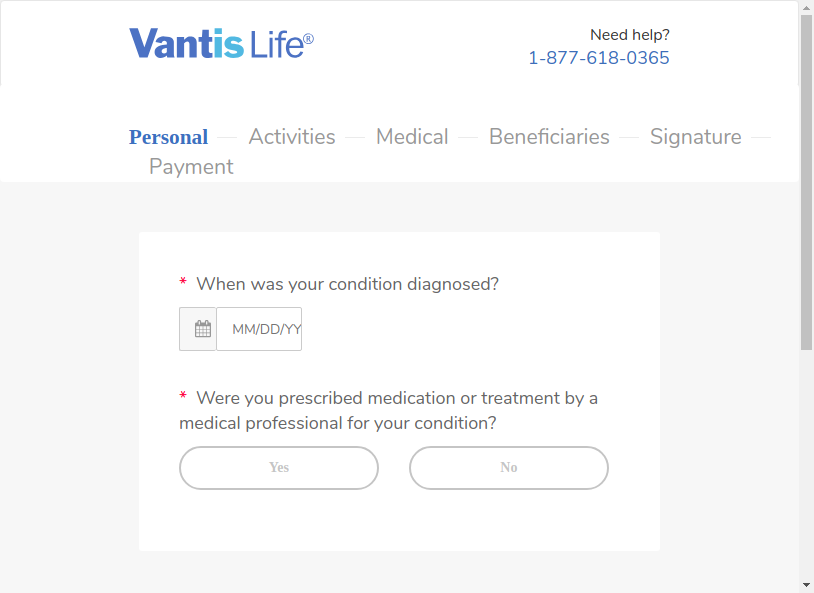 Vantis Life®
Need help?
1-877-618-0365
Personal Activities Medical Beneficiaries Signature
Payment
* When was your condition diagnosed?
MM/DD/YY
* Were you prescribed medication or treatment by a
medical professional for your condition?
Yes No